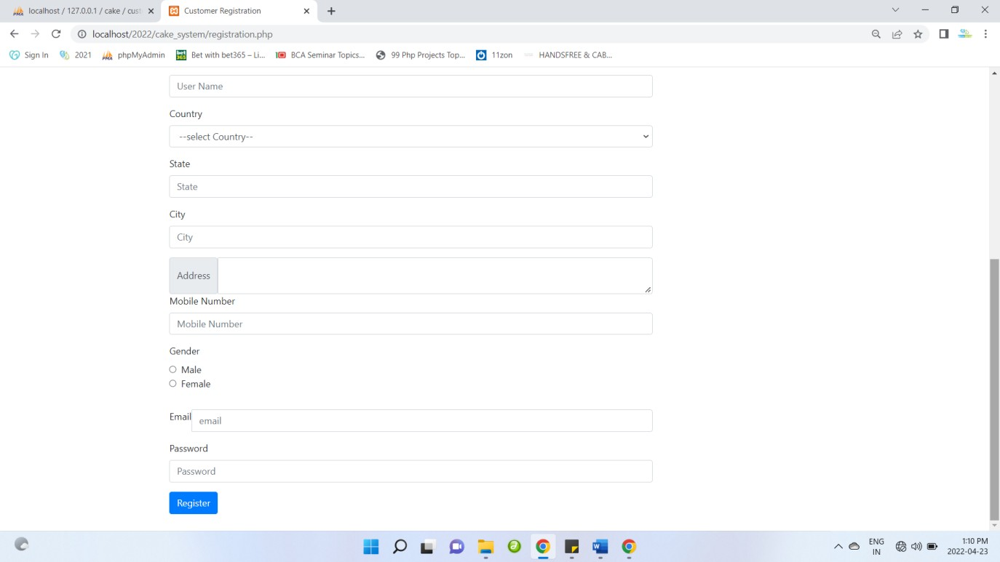 localhost / 127.0.0.1 / cake / cust
Customer Registration
localhost/2022/cake_system/registration.php
Sign In
2021
phpMyAdmin
bet365
Bet with bet365 – Li...
BCA Seminar Topics...
99 Php Projects Top...
11zon
HANDSFREE & CAB...
User Name
Country
--select Country--
State
State
City
City
Address
Mobile Number
Mobile Number
Gender
Male
Female
Email
email
Password
Password
Register
ENG
IN
1:10 PM
2022-04-23